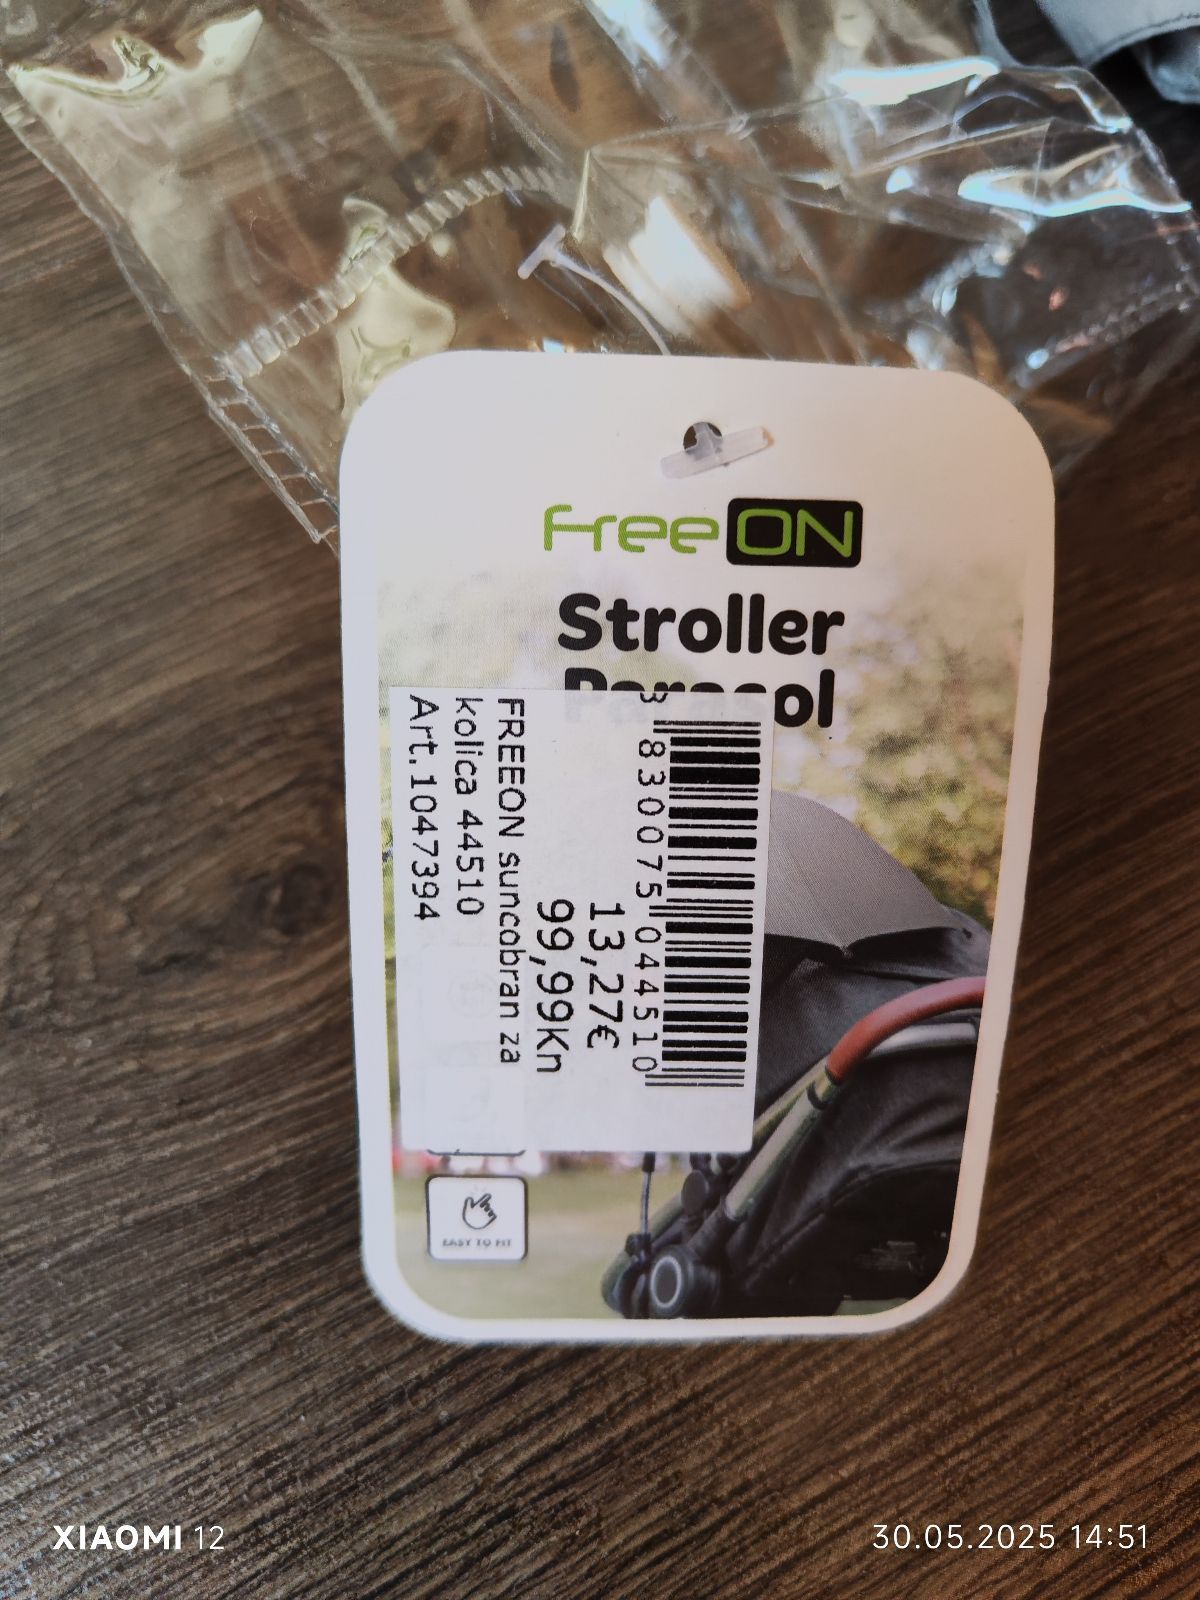 freeON
Stroller
Parasol
3 830075 044510
13,27€
99,99Kn
FREEON suncobran za
kolica 44510
Art.1047394
EASY TO FIT
XIAOMI 12
30.05.2025 14:51